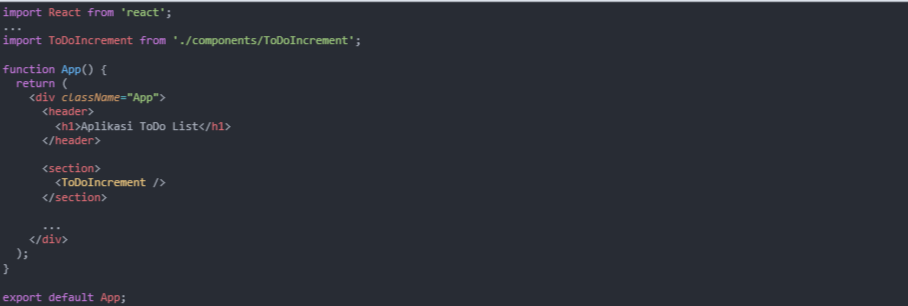 import React from 'react';
...
import ToDoIncrement from './components/ToDoIncrement';
function App() {
return (
<div className="App">
<header>
<h1>Aplikasi ToDo List</h1>
</header>
<section>
<ToDoIncrement />
</section>
...
</div>
);
}
export default App;